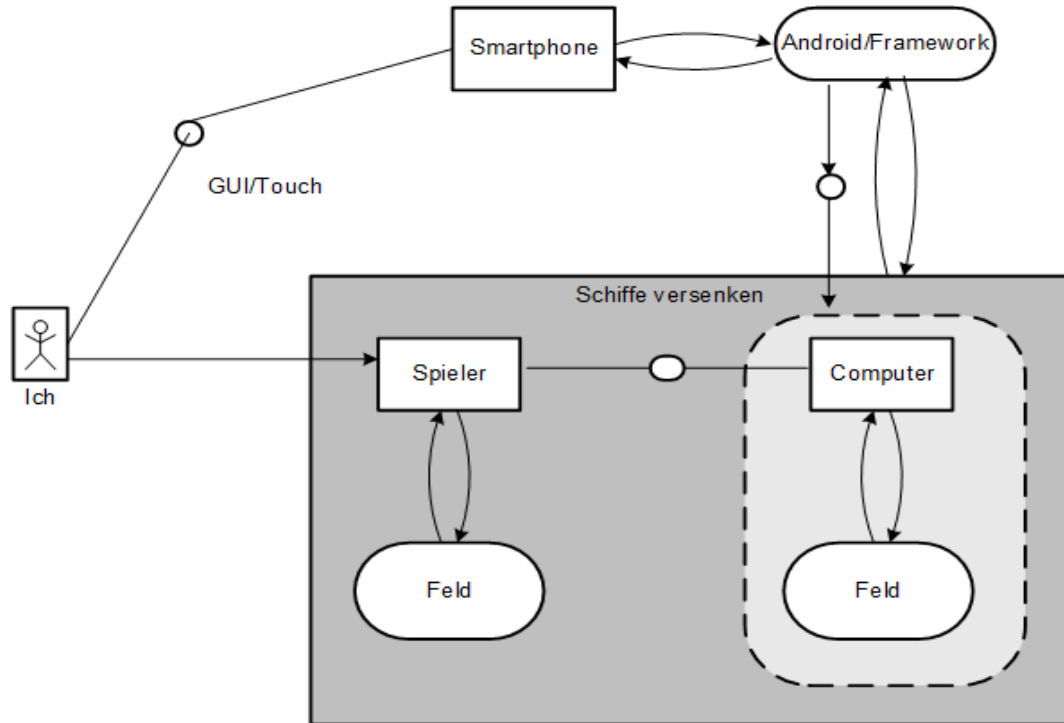 Smartphone
Android/Framework
GUI/Touch
Schiffe versenken
Ich
Spieler
Computer
Feld
Feld